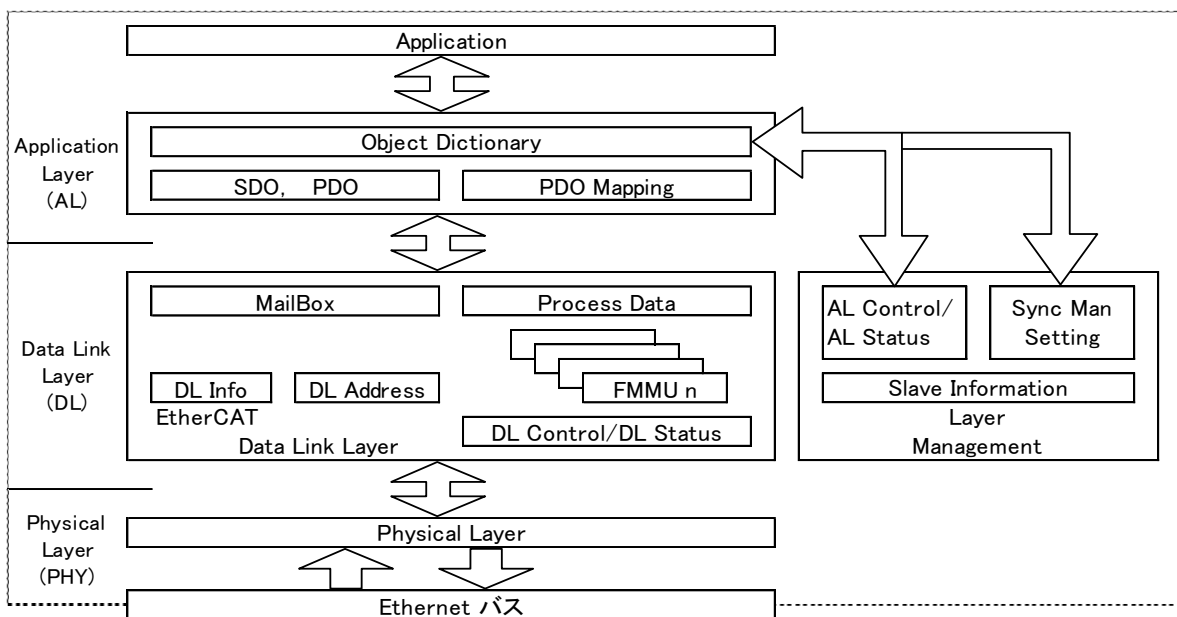 Application
Application
Layer
(AL)
Object Dictionary
SDO, PDO
PDO Mapping
Data Link
Layer
(DL)
MailBox
Process Data
FMMU n
DL Info
DL Address
EtherCAT
Data Link Layer
DL Control/DL Status
AL Control/
AL Status
Sync Man
Setting
Slave Information
Layer
Management
Physical
Layer
(PHY)
Physical Layer
Ethernet バス